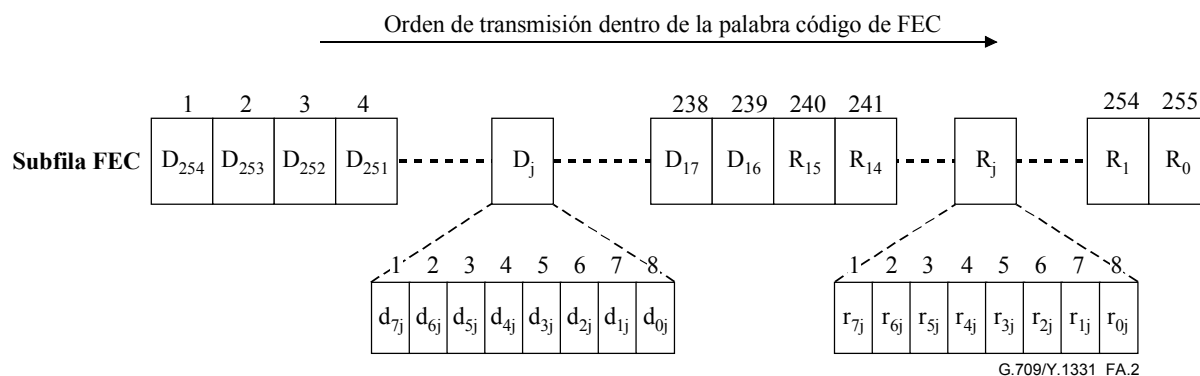 Orden de transmisión dentro de la palabra código de FEC
1 2 3 4 238 239 240 241 254 255
Subfila FEC D254 D253 D252 D251 Dj D17 D16 R15 R14 Rj R1 R0
1 2 3 4 5 6 7 8 1 2 3 4 5 6 7 8
d7j d6j d5j d4j d3j d2j d1j d0j r7j r6j r5j r4j r3j r2j r1j r0j
G.709/Y.1331_FA.2